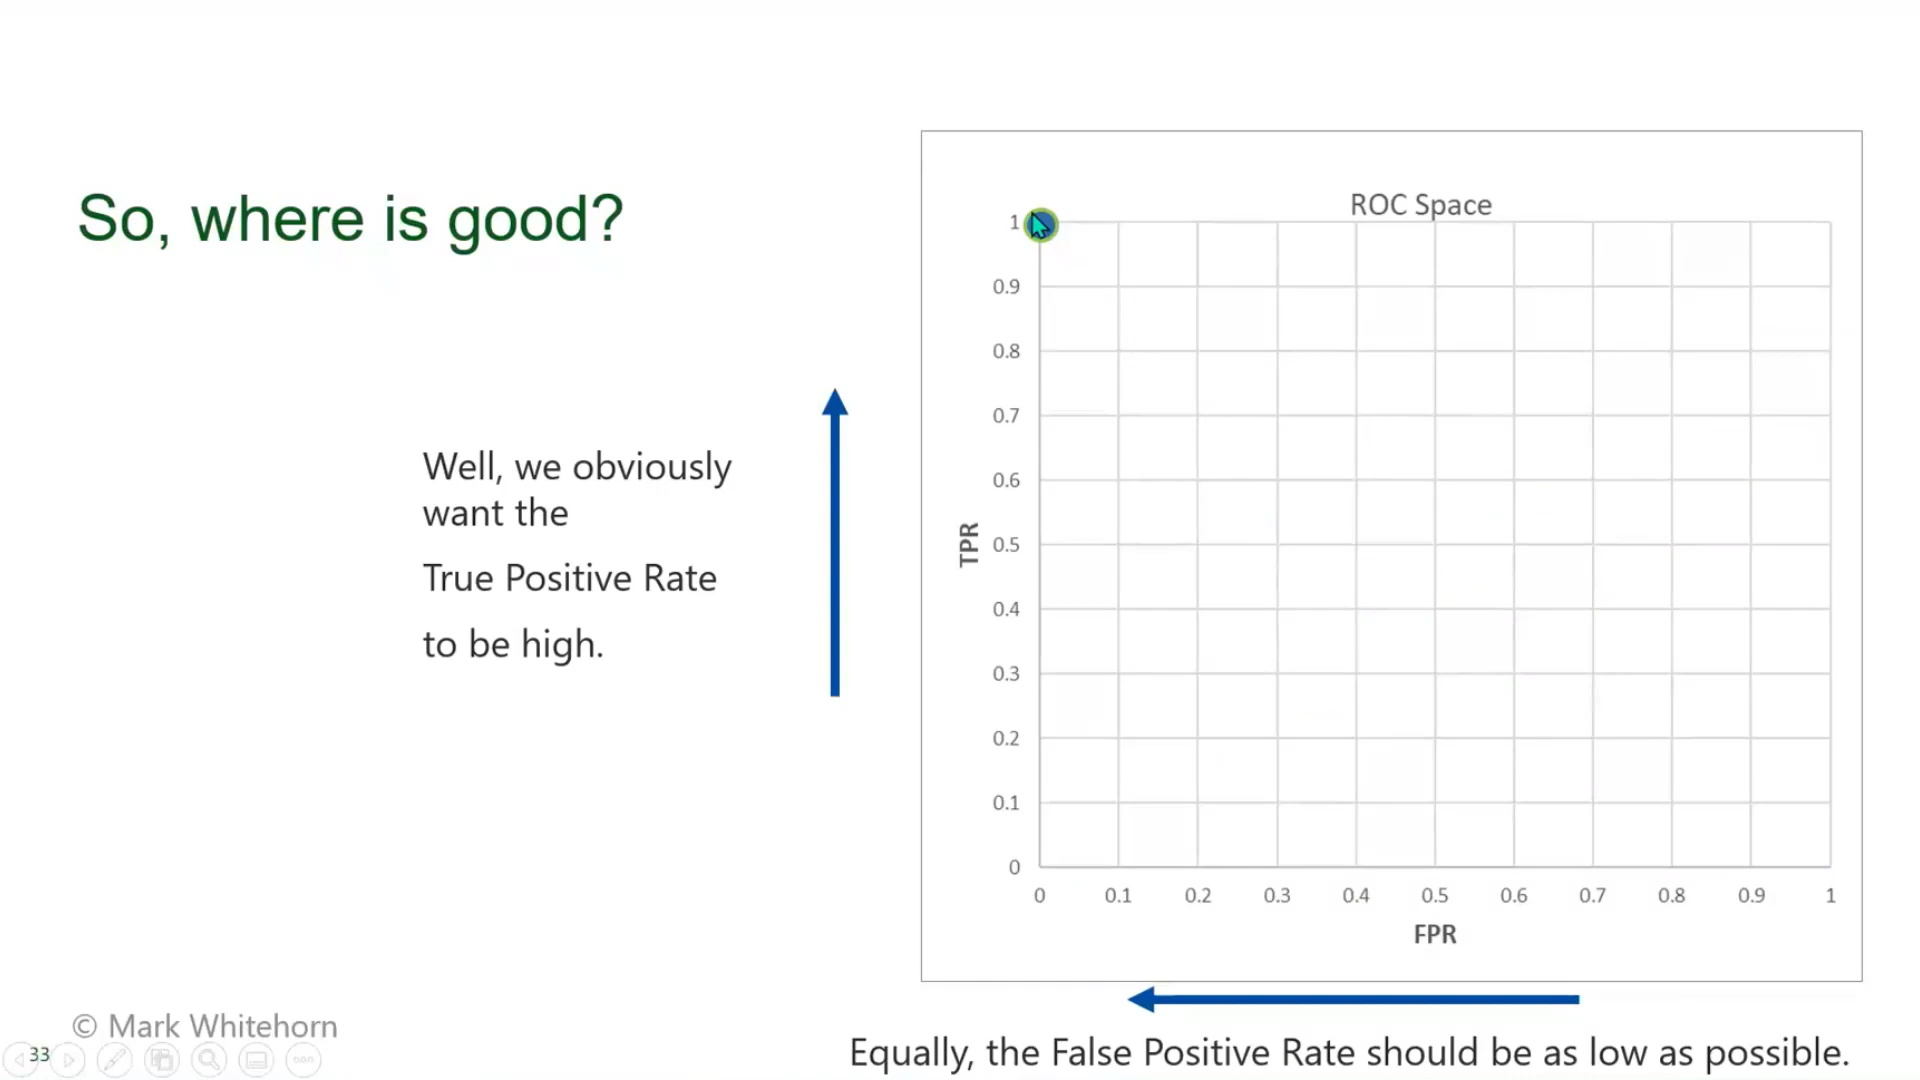 So, where is good?
Well, we obviously
want the
True Positive Rate
to be high.
ROC Space
1
0.9
0.8
0.7
0.6
0.5
0.4
0.3
0.2
0.1
0
TPR
0 0.1 0.2 0.3 0.4 0.5 0.6 0.7 0.8 0.9 1
FPR
Equally, the False Positive Rate should be as low as possible.
© Mark Whitehorn
33